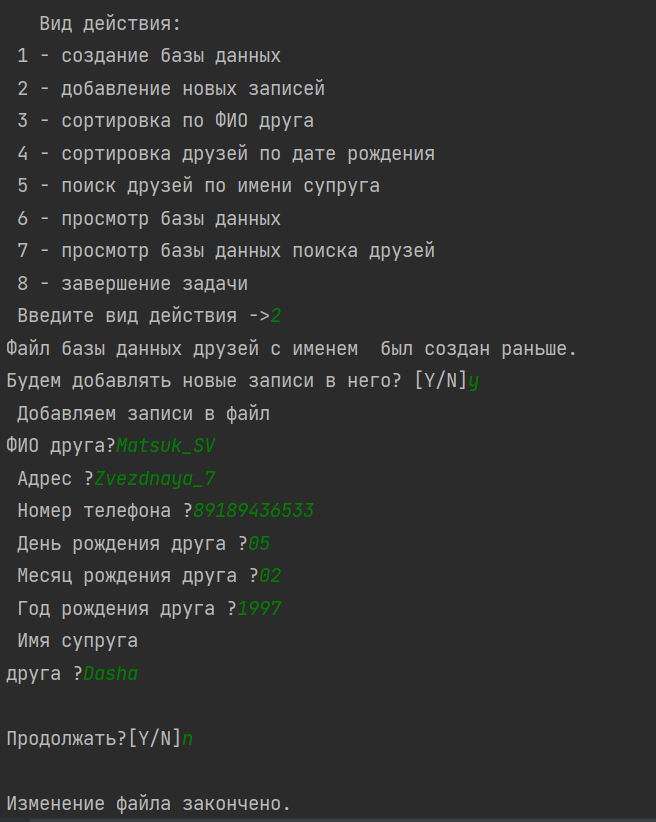 Вид действия:
1 - создание базы данных
2 - добавление новых записей
3 - сортировка по ФИО друга
4 - сортировка друзей по дате рождения
5 - поиск друзей по имени супруга
6 - просмотр базы данных
7 - просмотр базы данных поиска друзей
8 - завершение задачи
Введите вид действия ->2
Файл базы данных друзей с именем  был создан раньше.
Будем добавлять новые записи в него? [Y/N]y
Добавляем записи в файл
ФИО друга?Matsuk_SV
Адрес ?Zvezdnaya_7
Номер телефона ?89189436533
День рождения друга ?05
Месяц рождения друга ?02
Год рождения друга ?1997
Имя супруга
друга ?Dasha
Продолжать?[Y/N]n
Изменение файла закончено.